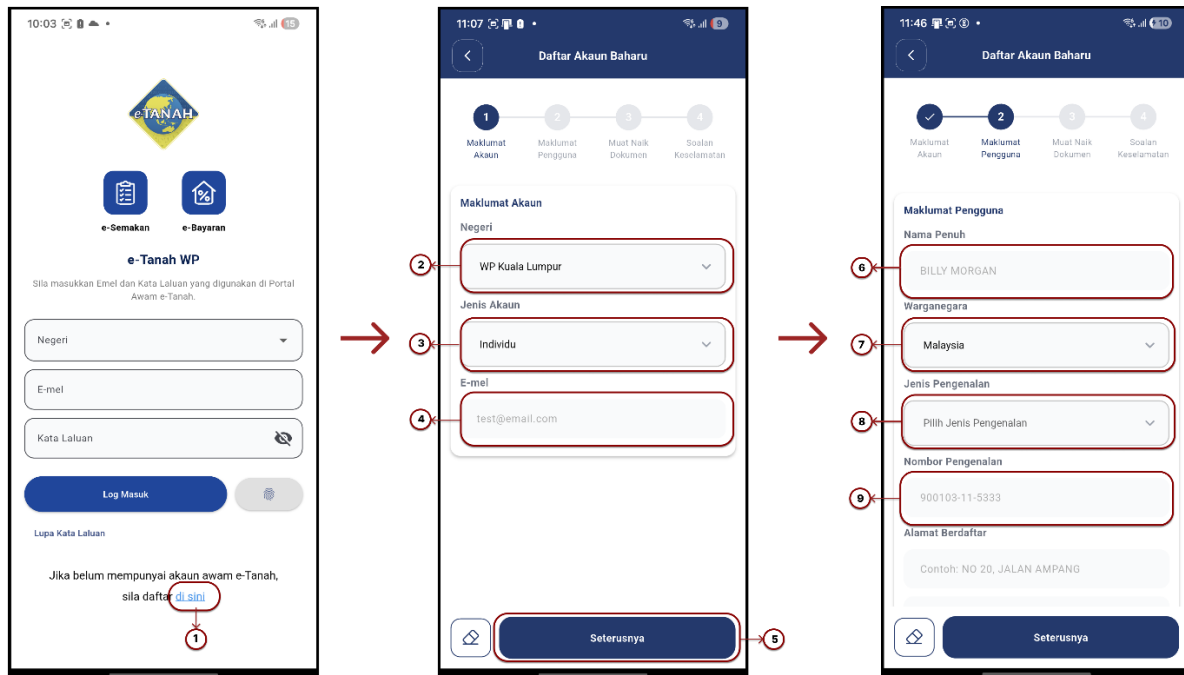 10:03
15
e-TANAH
e-Semakan
e-Bayaran
e-Tanah WP
Sila masukkan Emel dan Kata Laluan yang digunakan di Portal
Awam e-Tanah.
Negeri
E-mel
Kata Laluan
Log Masuk
Lupa Kata Laluan
Jika belum mempunyai akaun awam e-Tanah,
sila daftar di sini
1
11:07
9
Daftar Akaun Baharu
1
2
3
4
Maklumat
Akaun
Maklumat
Pengguna
Muat Naik
Dokumen
Soalan
Keselamatan
Maklumat Akaun
Negeri
2
WP Kuala Lumpur
Jenis Akaun
3
Individu
E-mel
4
test@email.com
Seterusnya
5
11:46
10
Daftar Akaun Baharu
2
3
4
Maklumat
Akaun
Maklumat
Pengguna
Muat Naik
Dokumen
Soalan
Keselamatan
Maklumat Pengguna
Nama Penuh
6
BILLY MORGAN
Warganegara
7
Malaysia
Jenis Pengenalan
8
Pilih Jenis Pengenalan
Nombor Pengenalan
9
900103-11-5333
Alamat Berdaftar
Contoh: NO 20, JALAN AMPANG
Seterusnya